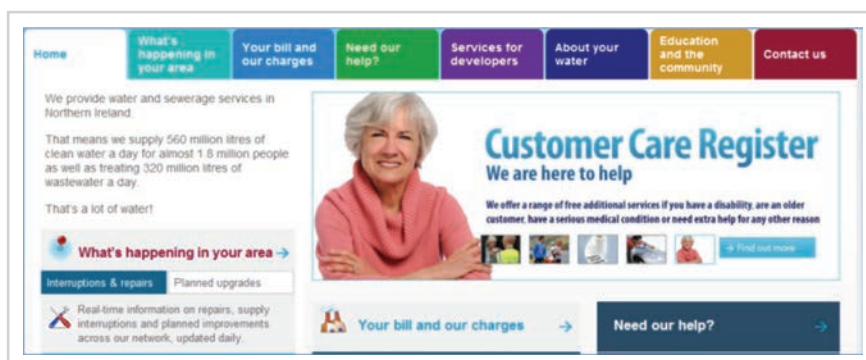 Home
What's
happening in
your area
Your bill and
our charges
Need our
help?
Services for
developers
About your
water
Education
and the
community
Contact us
We provide water and sewerage services in
Northern Ireland.
That means we supply 560 million litres of
clean water a day for almost 1.8 million people
as well as treating 320 million litres of
wastewater a day.
That's a lot of water!
What's happening in your area
Interruptions & repairs
Planned upgrades
Real-time information on repairs, supply
interruptions and planned improvements
across our network, updated daily.
Customer Care Register
We are here to help
We offer a range of free additional services if you have a disability, are an older
customer, have a serious medical condition or need extra help for any other reason
Find out more
Your bill and our charges
Need our help?